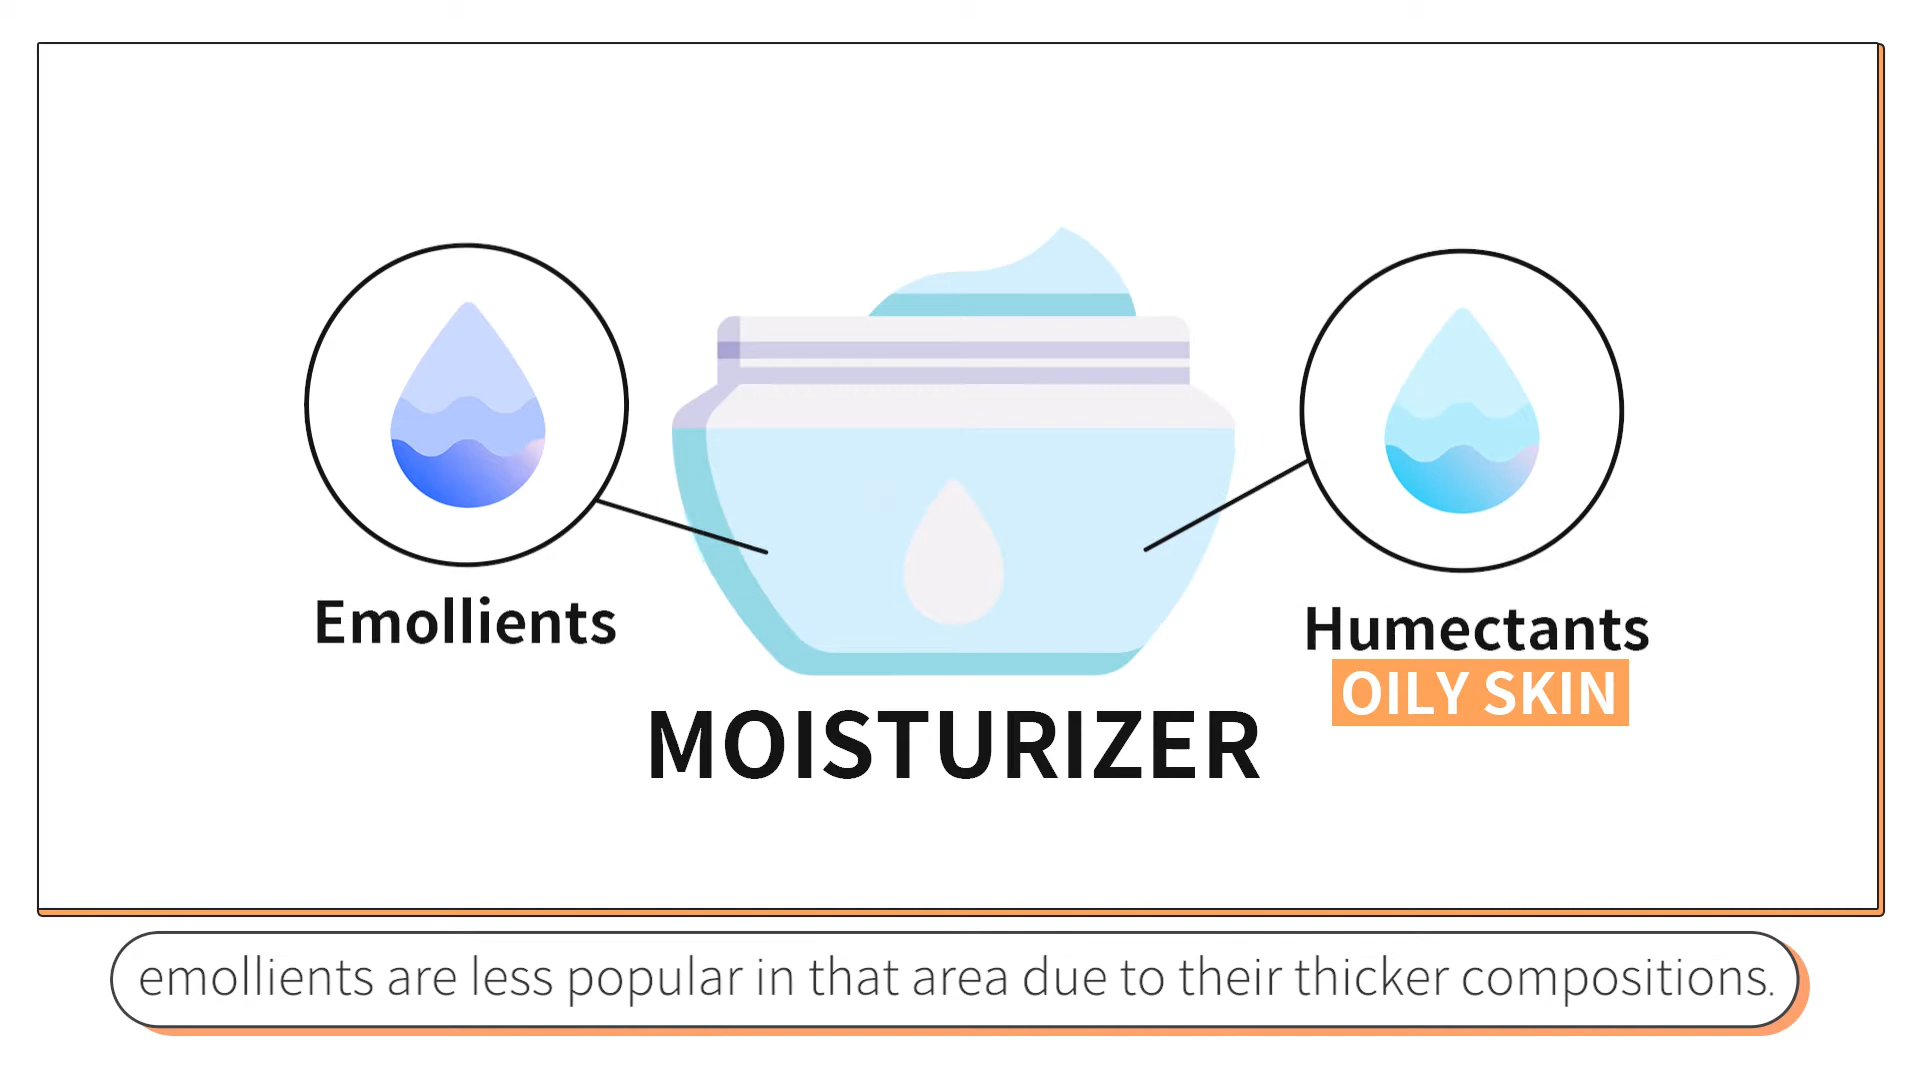 Emollients
Humectants
OILY SKIN
MOISTURIZER
emollients are less popular in that area due to their thicker compositions.